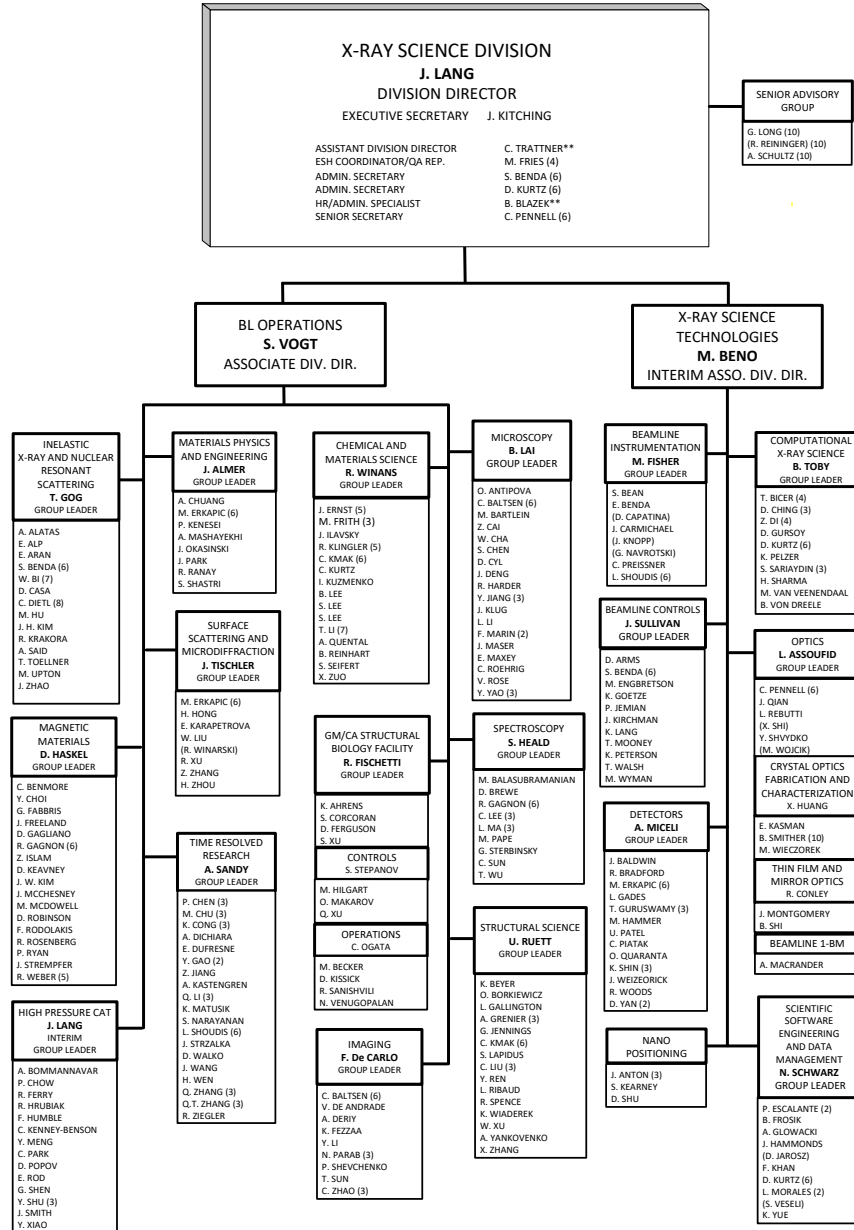 X-RAY SCIENCE DIVISION
J. LANG
DIVISION DIRECTOR
EXECUTIVE SECRETARY J. KITCHING
ASSISTANT DIVISION DIRECTOR C. TRATTNER**
ESH COORDINATOR/QA REP. M. FRIES (4)
ADMIN. SECRETARY S. BENDA (6)
ADMIN. SECRETARY D. KURTZ (6)
HR/ADMIN. SPECIALIST B. BLAZEK**
SENIOR SECRETARY C. PENNELL (6)
SENIOR ADVISORY
GROUP
G. LONG (10)
(R. REININGER) (10)
A. SCHULTZ (10)
BL OPERATIONS
S. VOGT
ASSOCIATE DIV. DIR.
X-RAY SCIENCE
TECHNOLOGIES
M. BENO
INTERIM ASSO. DIV. DIR.
INELASTIC
X-RAY AND NUCLEAR
RESONANT
SCATTERING
T. GOG
GROUP LEADER
A. ALATAS
E. ALP
E. ARAN
S. BENDA (6)
W. BI (7)
D. CASA
C. DIETL (8)
M. HU
J. H. KIM
R. KRAKORA
A. SAID
T. TOELLNER
M. UPTON
J. ZHAO
MAGNETIC
MATERIALS
D. HASKEL
GROUP LEADER
C. BENMORE
Y. CHOI
G. FABBRIS
J. FREELAND
D. GAGLIANO
R. GAGNON (6)
Z. ISLAM
D. KEAVNEY
J. W. KIM
J. MCCHESNEY
M. MCDOWELL
D. ROBINSON
F. RODOLAKIS
R. ROSENBERG
P. RYAN
J. STREMPFER
R. WEBER (5)
HIGH PRESSURE CAT
J. LANG
INTERIM
GROUP LEADER
A. BOMMANNAVAR
P. CHOW
R. FERRY
R. HRUBIAK
F. HUMBLE
C. KENNEY-BENSON
Y. MENG
C. PARK
D. POPOV
E. ROD
G. SHEN
Y. SHU (3)
J. SMITH
Y. XIAO
MATERIALS PHYSICS
AND ENGINEERING
J. ALMER
GROUP LEADER
A. CHUANG
M. ERKAPIC (6)
P. KENESEI
A. MASHAYEKHI
J. OKASINSKI
J. PARK
R. RANAY
S. SHASTRI
SURFACE
SCATTERING AND
MICRODIFFRACTION
J. TISCHLER
GROUP LEADER
M. ERKAPIC (6)
H. HONG
E. KARAPETROVA
W. LIU
(R. WINARSKI)
R. XU
Z. ZHANG
H. ZHOU
TIME RESOLVED
RESEARCH
A. SANDY
GROUP LEADER
P. CHEN (3)
M. CHU (3)
K. CONG (3)
A. DICHIARA
E. DUFRESNE
Y. GAO (2)
Z. JIANG
A. KASTENGREN
Q. LI (3)
K. MATUSIK
S. NARAYANAN
L. SHOUDIS (6)
J. STRZALKA
D. WALKO
J. WANG
H. WEN
Q. ZHANG (3)
Q.T. ZHANG (3)
R. ZIEGLER
CHEMICAL AND
MATERIALS SCIENCE
R. WINANS
GROUP LEADER
J. ERNST (5)
M. FRITH (3)
J. ILAVSKY
R. KLINGLER (5)
C. KMAK (6)
C. KURTZ
I. KUZMENKO
B. LEE
S. LEE
S. LEE
T. LI (7)
A. QUENTAL
B. REINHART
S. SEIFERT
X. ZUO
GM/CA STRUCTURAL
BIOLOGY FACILITY
R. FISCHETTI
GROUP LEADER
K. AHRENS
S. CORCORAN
D. FERGUSON
S. XU
CONTROLS
S. STEPANOV
M. HILGART
O. MAKAROV
Q. XU
OPERATIONS
C. OGATA
M. BECKER
D. KISSICK
R. SANISHVILI
N. VENUGOPALAN
IMAGING
F. De CARLO
GROUP LEADER
C. BALTSEN (6)
V. DE ANDRADE
A. DERIY
K. FEZZAA
Y. LI
N. PARAB (3)
P. SHEVCHENKO
T. SUN
C. ZHAO (3)
MICROSCOPY
B. LAI
GROUP LEADER
O. ANTIPOVA
C. BALTSEN (6)
M. BARTLEIN
Z. CAI
W. CHA
S. CHEN
D. CYL
J. DENG
R. HARDER
Y. JIANG (3)
J. KLUG
L. LI
F. MARIN (2)
J. MASER
E. MAXEY
C. ROEHRIG
V. ROSE
Y. YAO (3)
SPECTROSCOPY
S. HEALD
GROUP LEADER
M. BALASUBRAMANIAN
D. BREWE
R. GAGNON (6)
C. LEE (3)
L. MA (3)
M. PAPE
G. STERBINSKY
C. SUN
T. WU
STRUCTURAL SCIENCE
U. RUETT
GROUP LEADER
K. BEYER
O. BORKIEWICZ
L. GALLINGTON
A. GRENIER (3)
G. JENNINGS
C. KMAK (6)
S. LAPIDUS
C. LIU (3)
Y. REN
L. RIBAUD
R. SPENCE
K. WIADEREK
W. XU
A. YANKOVENKO
X. ZHANG
BEAMLINE
INSTRUMENTATION
M. FISHER
GROUP LEADER
S. BEAN
E. BENDA
(D. CAPATINA)
J. CARMICHAEL
(J. KNOPP)
(G. NAVROTSKI)
C. PREISSNER
L. SHOUDIS (6)
BEAMLINE CONTROLS
J. SULLIVAN
GROUP LEADER
D. ARMS
S. BENDA (6)
M. ENGBRETSON
K. GOETZE
P. JEMIAN
J. KIRCHMAN
K. LANG
T. MOONEY
K. PETERSON
T. WALSH
M. WYMAN
DETECTORS
A. MICELI
GROUP LEADER
J. BALDWIN
R. BRADFORD
M. ERKAPIC (6)
L. GADES
T. GURUSWAMY (3)
M. HAMMER
U. PATEL
C. PIATAK
O. QUARANTA
K. SHIN (3)
J. WEIZEORICK
R. WOODS
D. YAN (2)
NANO
POSITIONING
J. ANTON (3)
S. KEARNEY
D. SHU
COMPUTATIONAL
X-RAY SCIENCE
B. TOBY
GROUP LEADER
T. BICER (4)
D. CHING (3)
Z. DI (4)
D. GURSOY
D. KURTZ (6)
K. PELZER
S. SARIAYDIN (3)
H. SHARMA
M. VAN VEENENDAAL
B. VON DREELE
OPTICS
L. ASSOUFID
GROUP LEADER
C. PENNELL (6)
J. QIAN
L. REBUTTI
(X. SHI)
Y. SHVYDKO
(M. WOJCIK)
CRYSTAL OPTICS
FABRICATION AND
CHARACTERIZATION
X. HUANG
E. KASMAN
B. SMITHER (10)
M. WIECZOREK
THIN FILM AND
MIRROR OPTICS
R. CONLEY
J. MONTGOMERY
B. SHI
BEAMLINE 1-BM
A. MACRANDER
SCIENTIFIC
SOFTWARE
ENGINEERING
AND DATA
MANAGEMENT
N. SCHWARZ
GROUP LEADER
P. ESCALANTE (2)
B. FROSIK
A. GLOWACKI
J. HAMMONDS
(D. JAROSZ)
F. KHAN
D. KURTZ (6)
L. MORALES (2)
(S. VESELI)
K. YUE